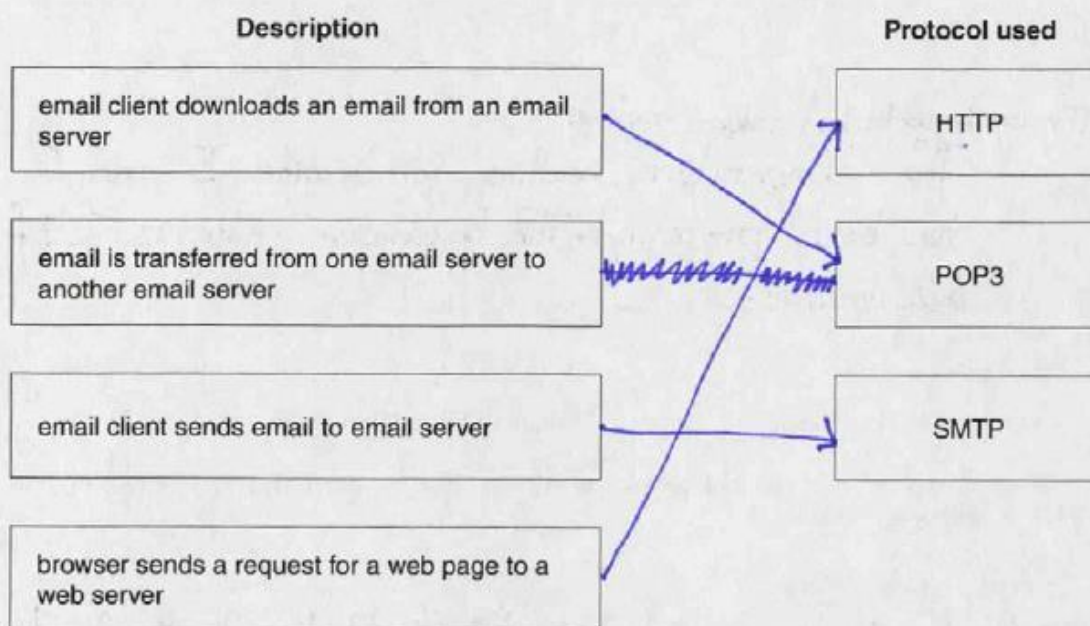 Description
Protocol used
email client downloads an email from an email
server
HTTP
email is transferred from one email server to
another email server
POP3
email client sends email to email server
SMTP
browser sends a request for a web page to a
web server